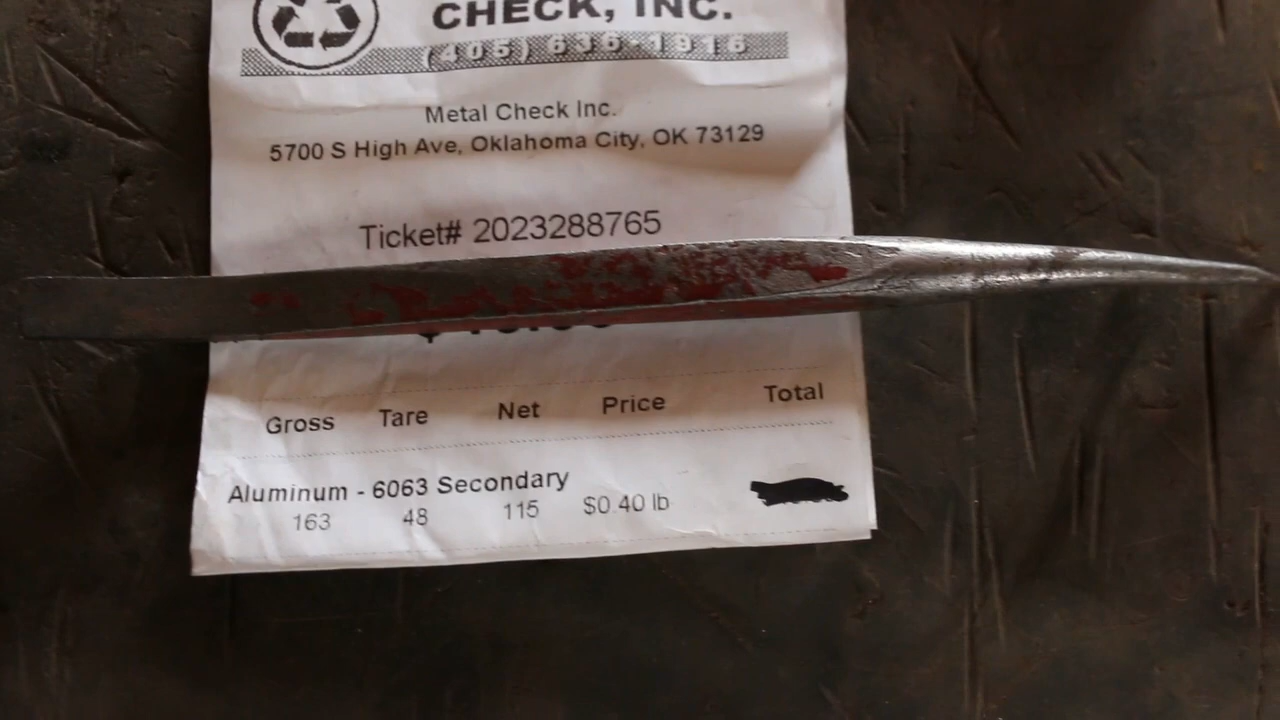 CHECK, INC.
(405) 636-1916
Metal Check Inc.
5700 S High Ave, Oklahoma City, OK 73129
Ticket# 2023288765
Gross Tare Net Price Total
Aluminum - 6063 Secondary
163 48 115 $0.40 lb